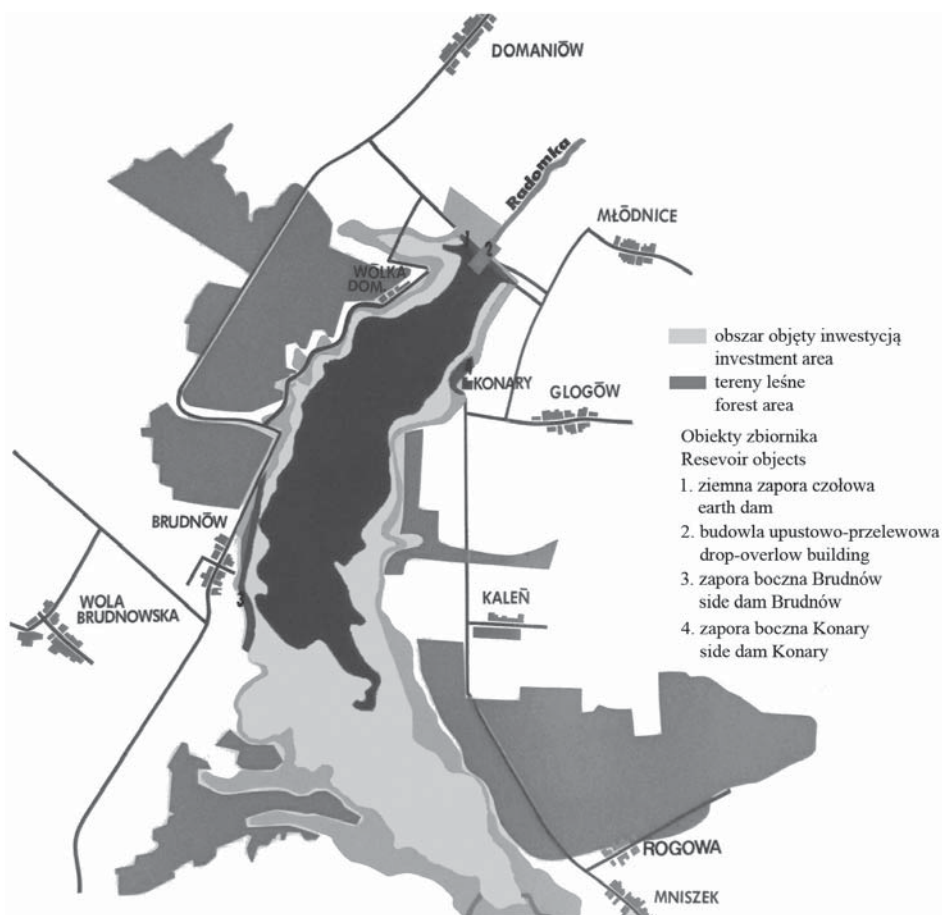 DOMANIÓW
Radomka
MŁÓDNICE
1
2
WÓLKA
DOM.
4
KONARY
GLOGÓW
BRUDNÓW
3
WOLA
BRUDNOWSKA
KALEŃ
ROGOWA
MNISZEK
obszar objęty inwestycją
investment area
tereny leśne
forest area
Obiekty zbiornika
Resevoir objects
1. ziemna zapora czołowa
earth dam
2. budowla upustowo-przelewowa
drop-overlow building
3. zapora boczna Brudnów
side dam Brudnów
4. zapora boczna Konary
side dam Konary